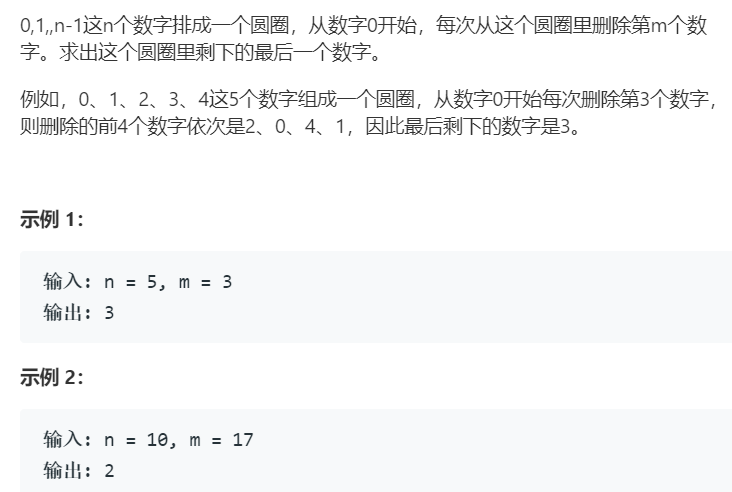 0,1,,n-1这n个数字排成一个圆圈，从数字0开始，每次从这个圆圈里删除第m个数
字。求出这个圆圈里剩下的最后一个数字。
例如，0、1、2、3、4这5个数字组成一个圆圈，从数字0开始每次删除第3个数字，
则删除的前4个数字依次是2、0、4、1，因此最后剩下的数字是3。
示例 1：
输入: n = 5, m = 3
输出: 3
示例 2：
输入: n = 10, m = 17
输出: 2